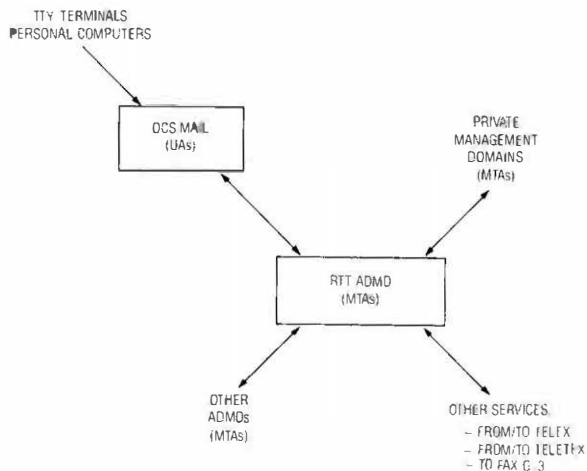 TTY TERMINALS
PERSONAL COMPUTERS
DCS MAIL
(UAs)
PRIVATE
MANAGEMENT
DOMAINS
(MTAs)
RTT ADMD
(MTAs)
OTHER
ADMDs
(MTAs)
OTHER SERVICES
– FROM/TO TELEX
– FROM/TO TELETEX
– TO FAX G 3